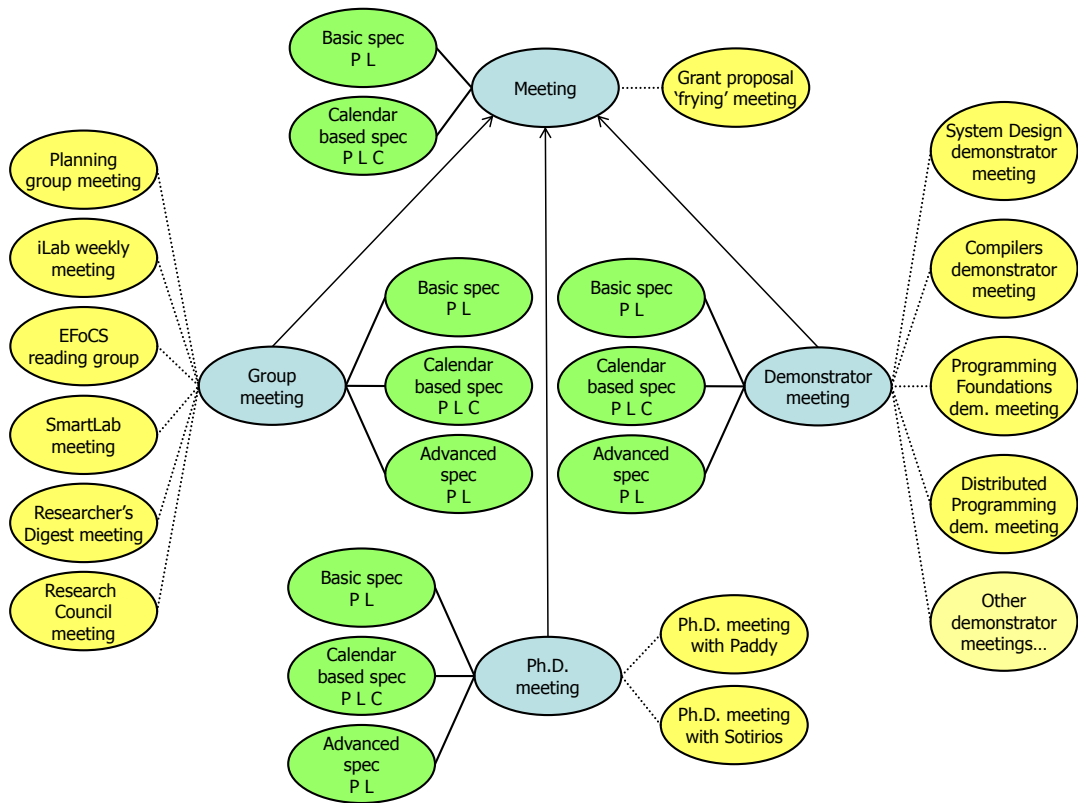 Basic spec
P L
Calendar
based spec
P L C
Meeting
Grant proposal
‘frying’ meeting
Planning
group meeting
iLab weekly
meeting
EFoCS
reading group
SmartLab
meeting
Researcher’s
Digest meeting
Research
Council
meeting
Group
meeting
Basic spec
P L
Calendar
based spec
P L C
Advanced
spec
P L
Basic spec
P L
Calendar
based spec
P L C
Advanced
spec
P L
Demonstrator
meeting
System Design
demonstrator
meeting
Compilers
demonstrator
meeting
Programming
Foundations
dem. meeting
Distributed
Programming
dem. meeting
Other
demonstrator
meetings…
Basic spec
P L
Calendar
based spec
P L C
Advanced
spec
P L
Ph.D.
meeting
Ph.D. meeting
with Paddy
Ph.D. meeting
with Sotirios